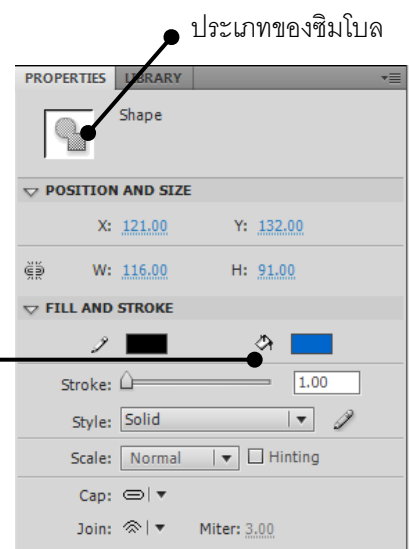 ประเภทของซิมโบล
PROPERTIES LIBRARY
Shape
POSITION AND SIZE
X: 121.00 Y: 132.00
W: 116.00 H: 91.00
FILL AND STROKE
Stroke: 1.00
Style: Solid
Scale: Normal Hinting
Cap:
Join: Miter: 3.00